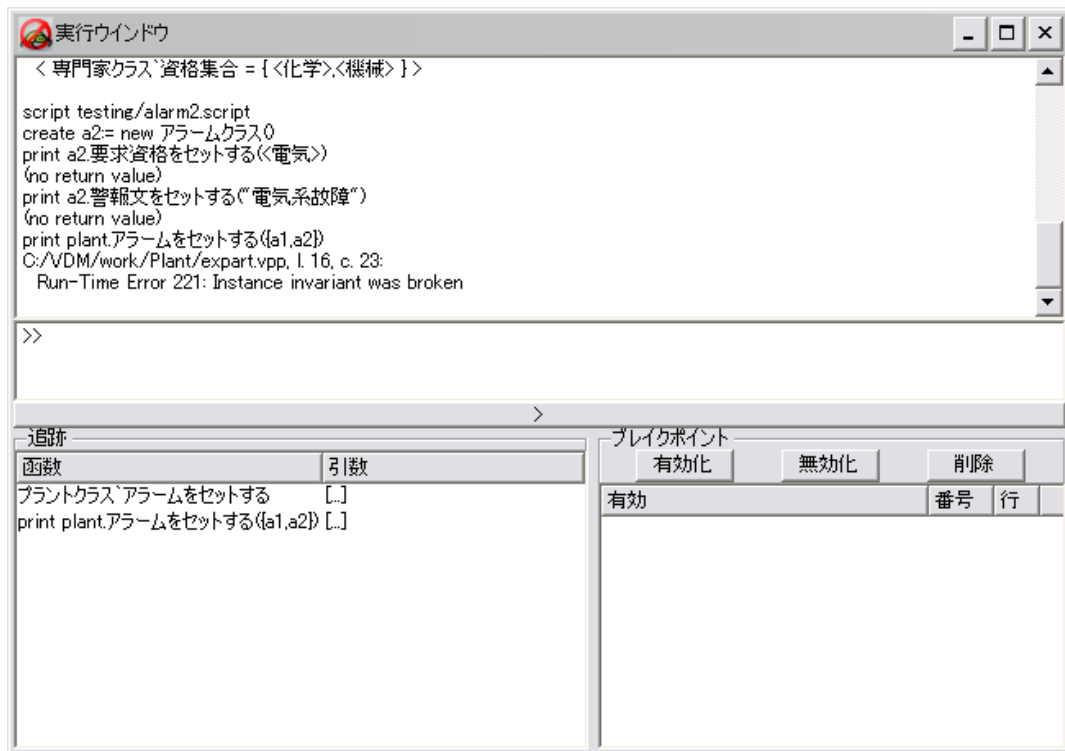 実行ウインドウ
< 専門家クラス`資格集合 = { <化学>,<機械> } >
script testing/alarm2.script
create a2:= new アラームクラス()
print a2.要求資格をセットする(<電気>)
(no return value)
print a2.警報文をセットする("電気系故障")
(no return value)
print plant.アラームをセットする({a1,a2})
C:/VDM/work/Plant/expart.vpp, l. 16, c. 23:
Run-Time Error 221: Instance invariant was broken
>>
>
追跡
函数 引数
プラントクラス`アラームをセットする [...]
print plant.アラームをセットする({a1,a2}) [...]
ブレイクポイント
有効化 無効化 削除
有効 番号 行